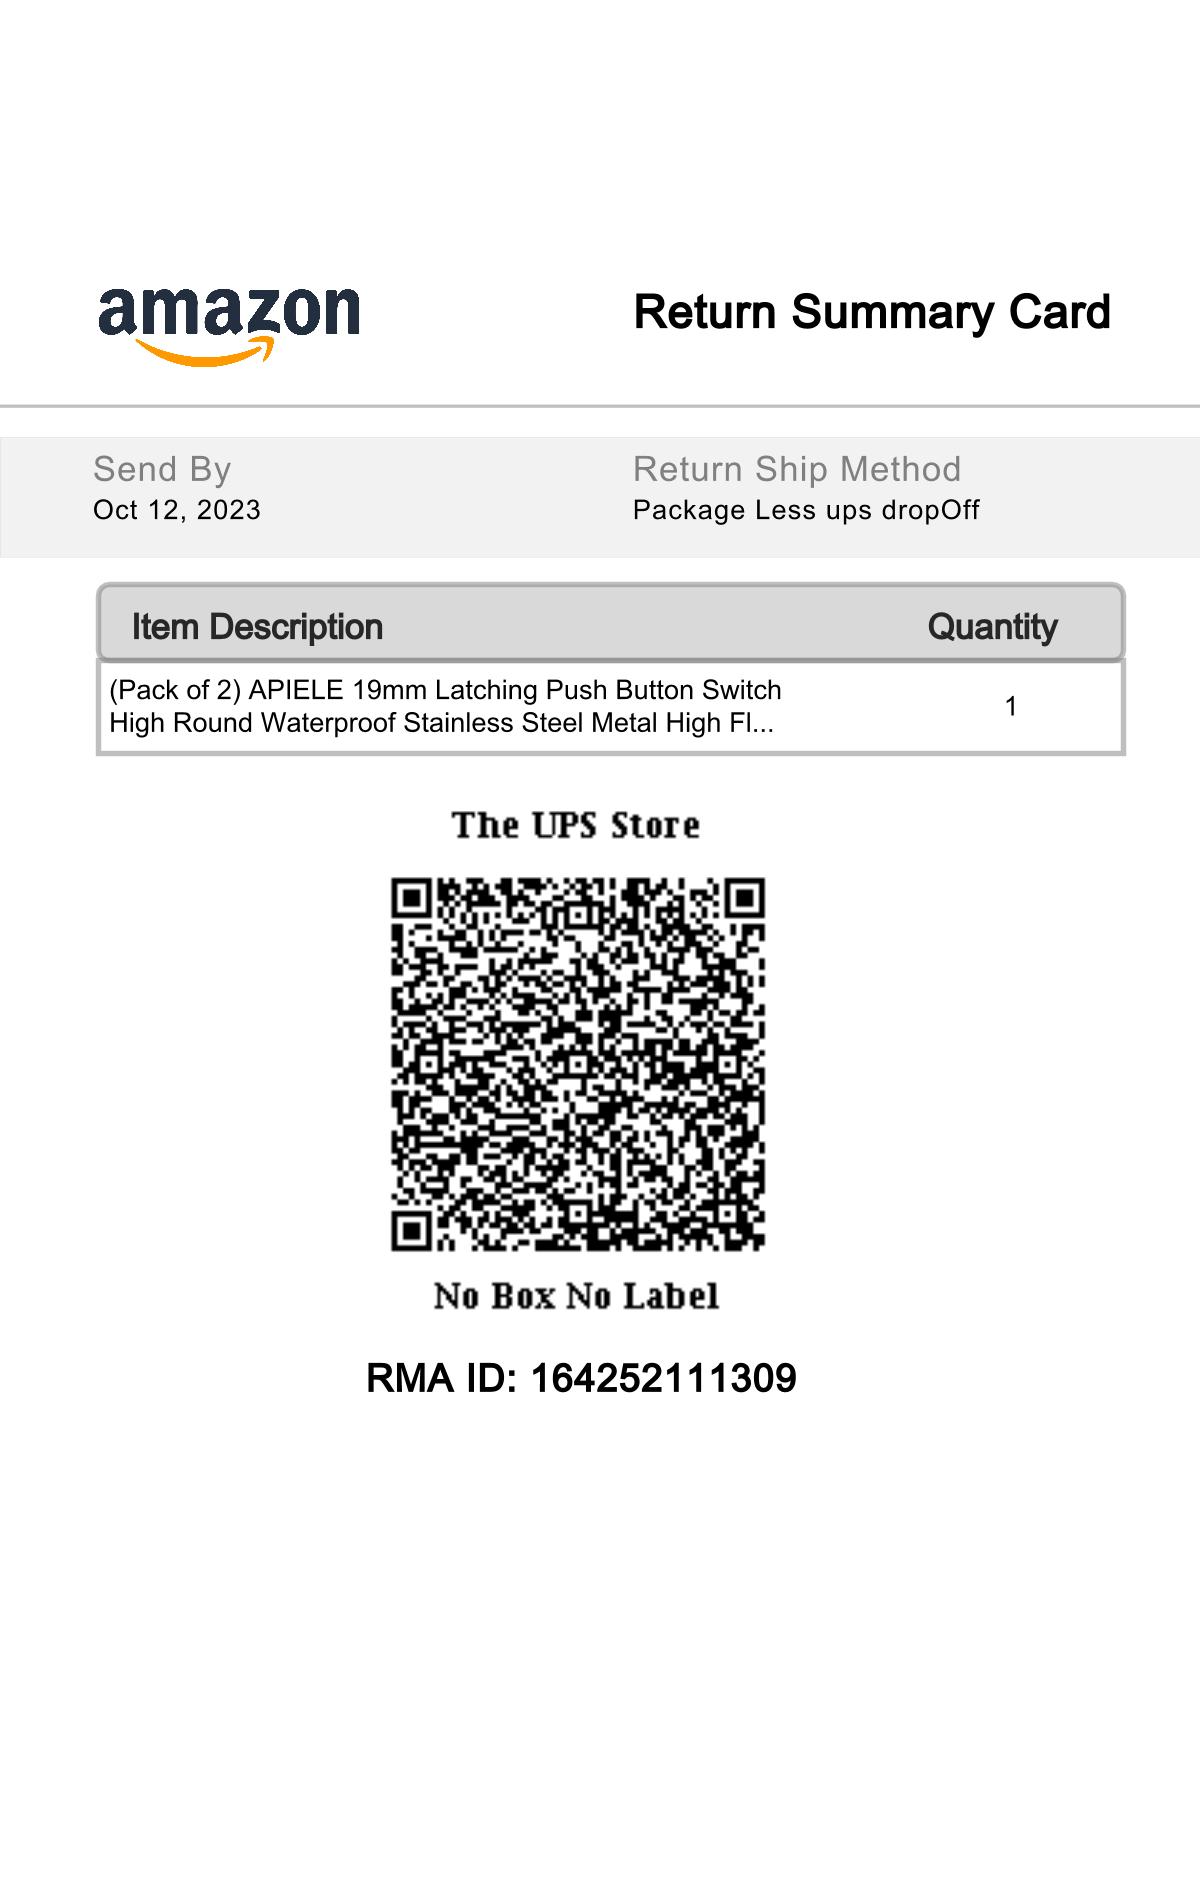 amazon
Return Summary Card
Send By
Return Ship Method
Oct 12, 2023
Package Less ups dropOff
Item Description
Quantity
(Pack of 2) APIELE 19mm Latching Push Button Switch
High Round Waterproof Stainless Steel Metal High Fl...
1
The UPS Store
No Box No Label
RMA ID: 164252111309